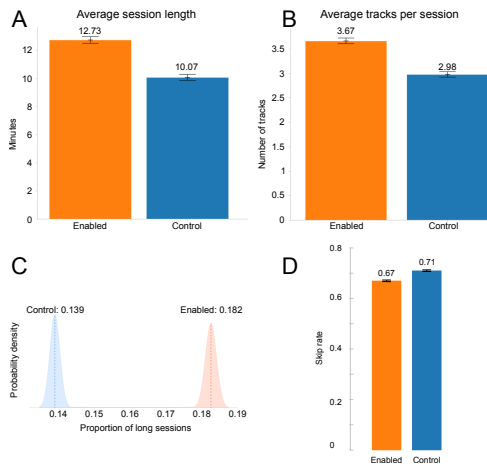 A
Average session length
12.73
10.07
12
10
8
6
4
2
0
Minutes
Enabled
Control
B
Average tracks per session
3.67
2.98
3.5
3
2.5
2
1.5
1
0.5
0
Number of tracks
Enabled
Control
C
Control: 0.139
Enabled: 0.182
Probability density
0.14
0.15
0.16
0.17
0.18
0.19
Proportion of long sessions
D
0.8
0.67
0.71
0.6
0.4
0.2
0
Skip rate
Enabled
Control